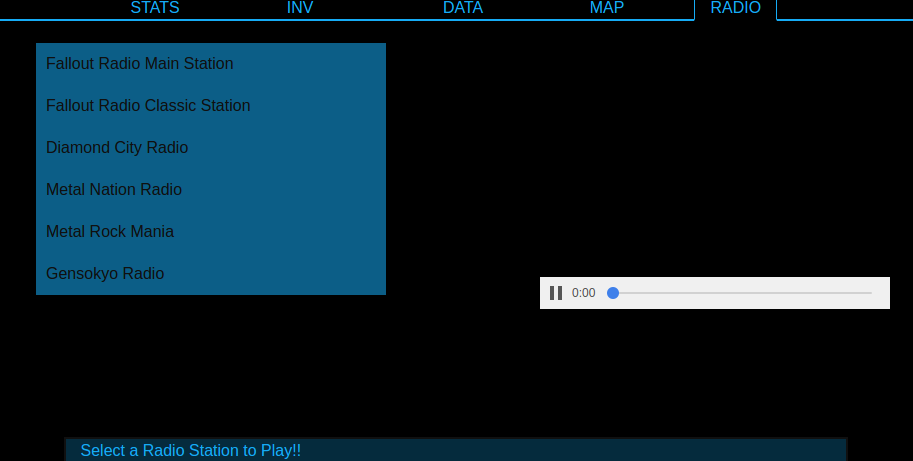 STATS INV DATA MAP RADIO
Fallout Radio Main Station
Fallout Radio Classic Station
Diamond City Radio
Metal Nation Radio
Metal Rock Mania
Gensokyo Radio
0:00
Select a Radio Station to Play!!